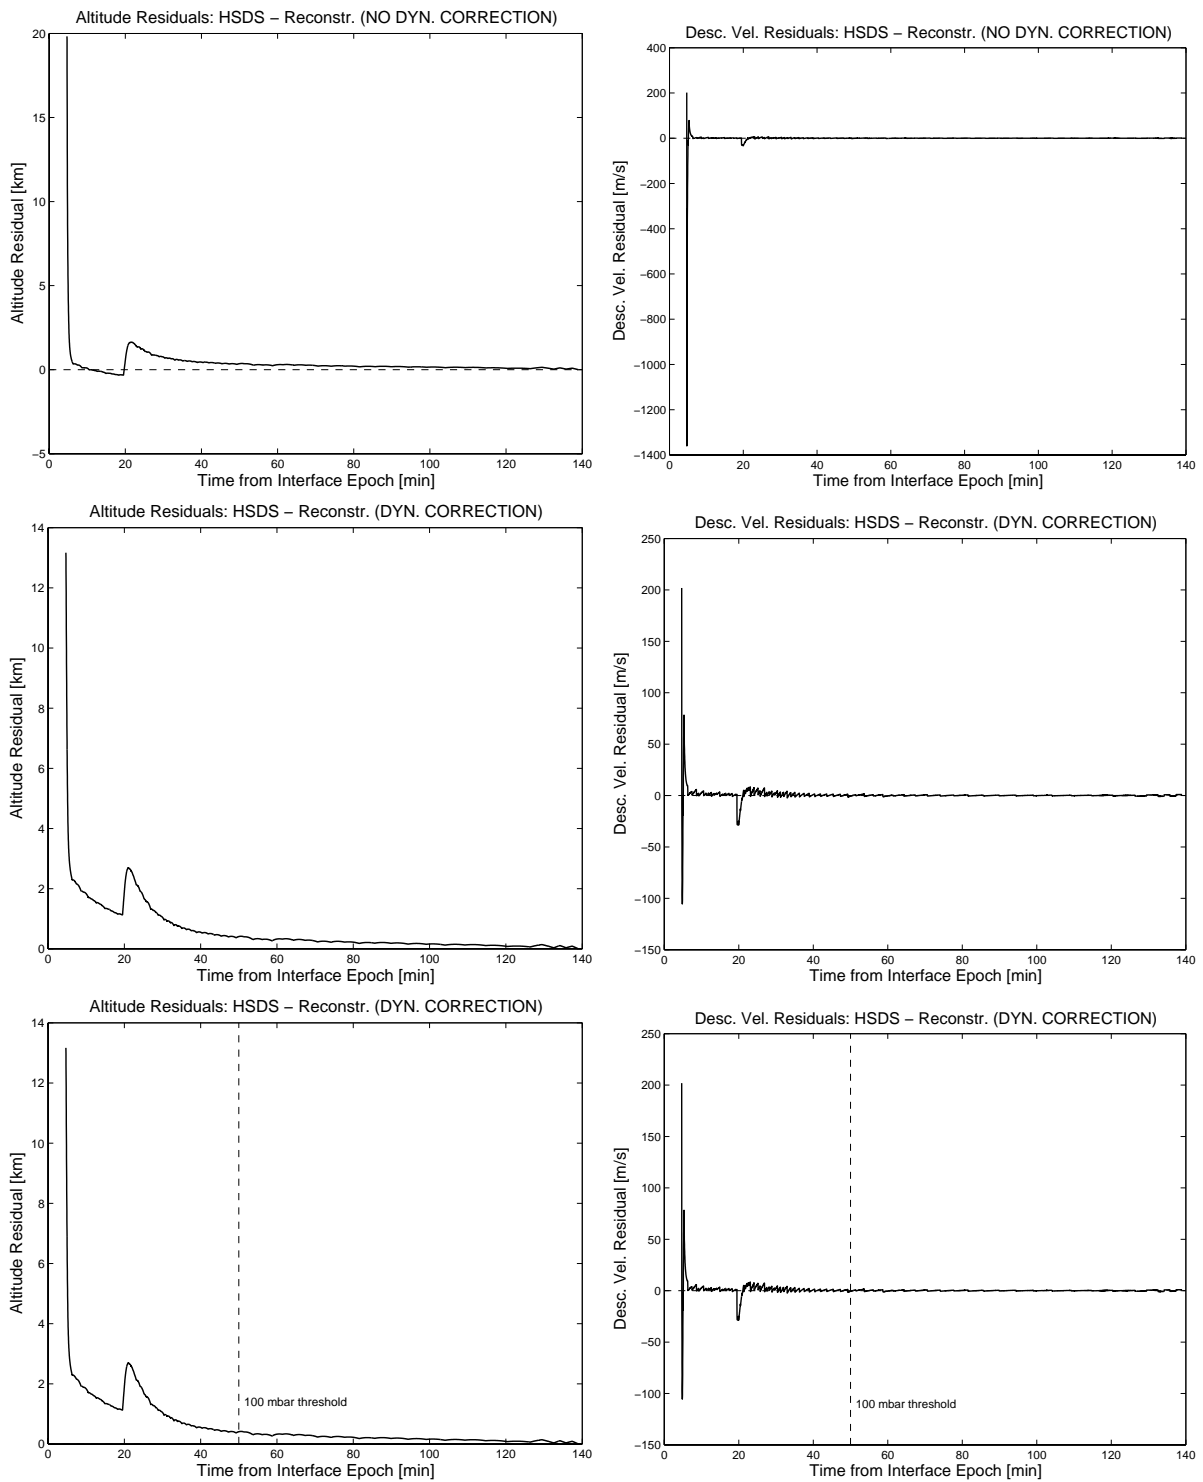 Altitude Residuals: HSDS − Reconstr. (NO DYN. CORRECTION)
20
15
10
5
0
−5
0 20 40 60 80 100 120 140
Altitude Residual [km]
Time from Interface Epoch [min]
Desc. Vel. Residuals: HSDS − Reconstr. (NO DYN. CORRECTION)
400
200
0
−200
−400
−600
−800
−1000
−1200
−1400
0 20 40 60 80 100 120 140
Desc. Vel. Residual [m/s]
Time from Interface Epoch [min]
Altitude Residuals: HSDS − Reconstr. (DYN. CORRECTION)
14
12
10
8
6
4
2
0
0 20 40 60 80 100 120 140
Altitude Residual [km]
Time from Interface Epoch [min]
Desc. Vel. Residuals: HSDS − Reconstr. (DYN. CORRECTION)
250
200
150
100
50
0
−50
−100
−150
0 20 40 60 80 100 120 140
Desc. Vel. Residual [m/s]
Time from Interface Epoch [min]
Altitude Residuals: HSDS − Reconstr. (DYN. CORRECTION)
14
12
10
8
6
4
2
0
0 20 40 60 80 100 120 140
Altitude Residual [km]
100 mbar threshold
Time from Interface Epoch [min]
Desc. Vel. Residuals: HSDS − Reconstr. (DYN. CORRECTION)
250
200
150
100
50
0
−50
−100
−150
0 20 40 60 80 100 120 140
Desc. Vel. Residual [m/s]
100 mbar threshold
Time from Interface Epoch [min]